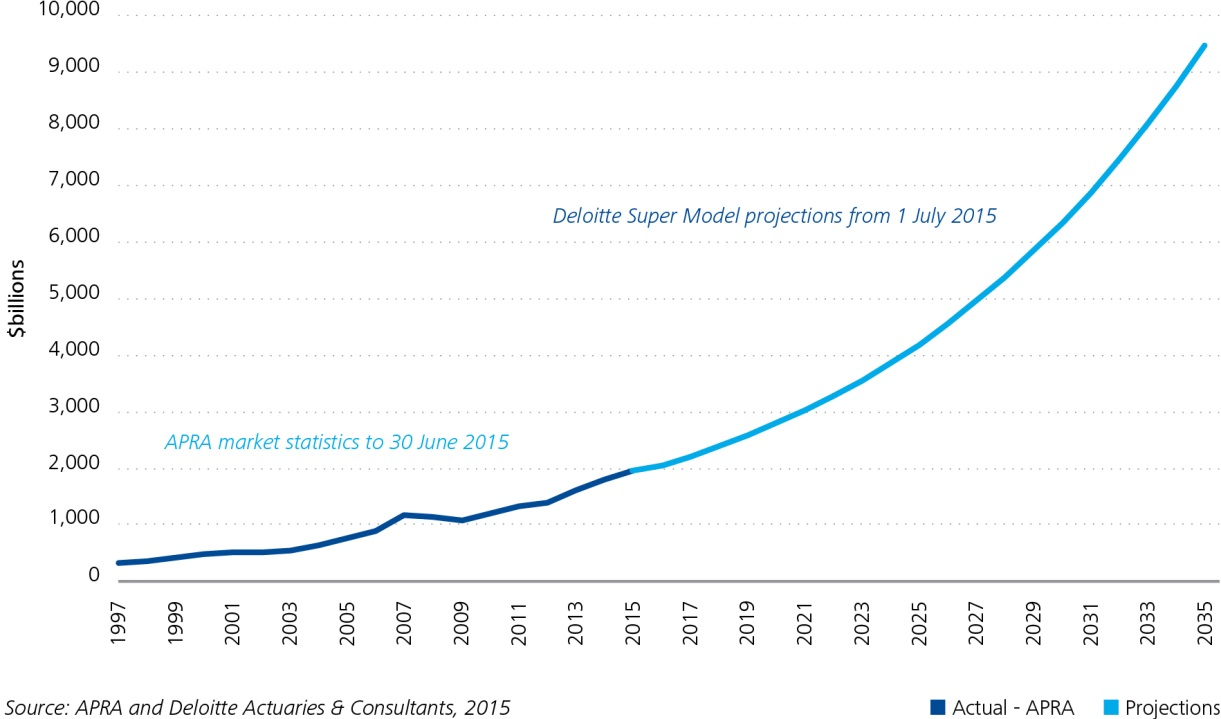 10,000
9,000
8,000
7,000
Deloitte Super Model projections from 1 July 2015
6,000
5,000
$billions
4,000
3,000
APRA market statistics to 30 June 2015
2,000
1,000
0
1997 1999 2001 2003 2005 2007 2009 2011 2013 2015 2017 2019 2021 2023 2025 2027 2029 2031 2033 2035
Source: APRA and Deloitte Actuaries & Consultants, 2015
Actual - APRA Projections